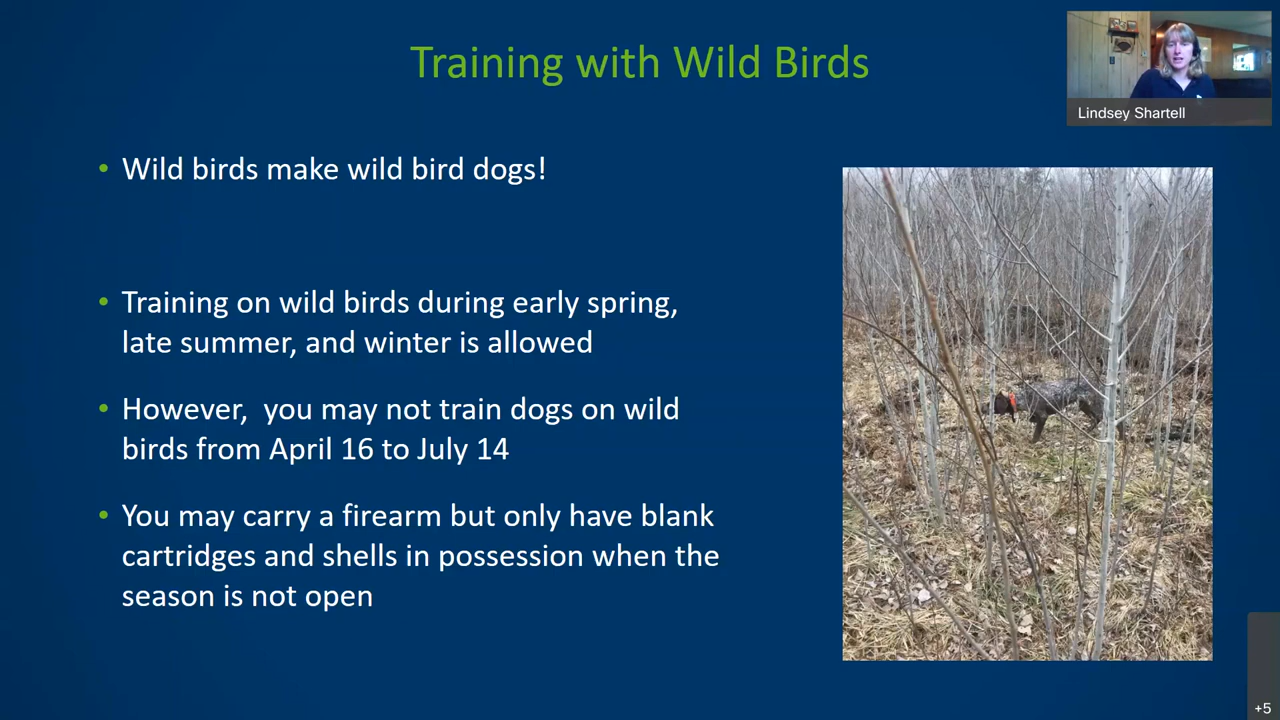 Training with Wild Birds
Lindsey Shartell
• Wild birds make wild bird dogs!
• Training on wild birds during early spring,
late summer, and winter is allowed
• However,  you may not train dogs on wild
birds from April 16 to July 14
• You may carry a firearm but only have blank
cartridges and shells in possession when the
season is not open
+5